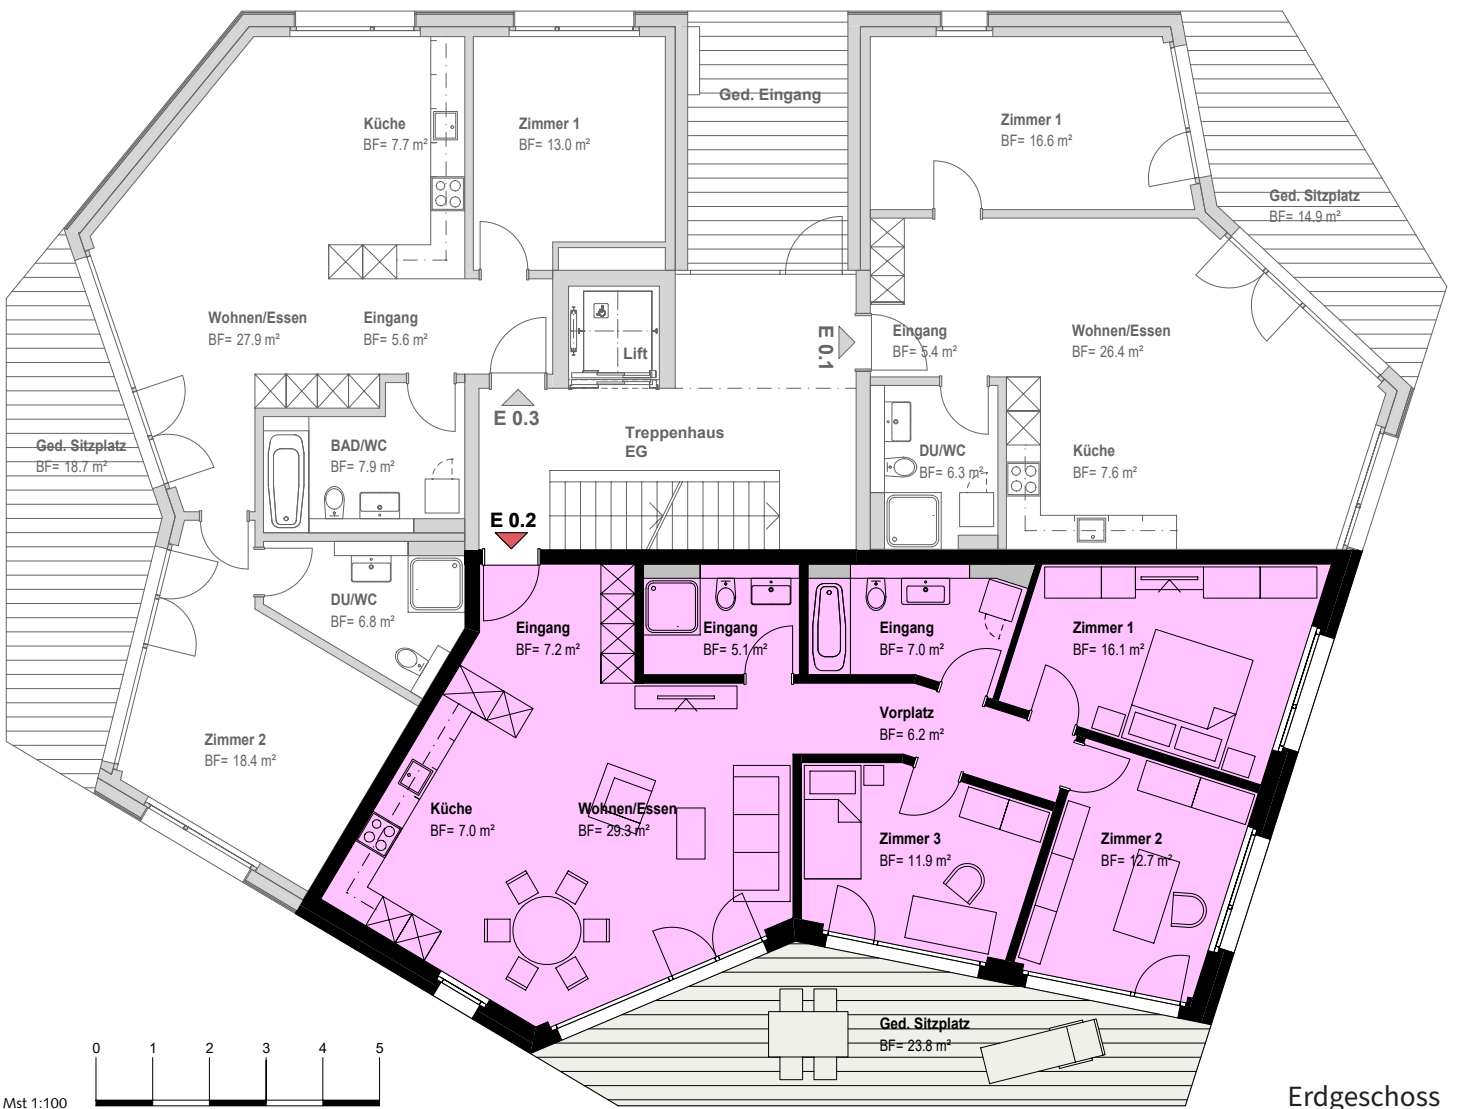 Küche
BF= 7.7 m²
Zimmer 1
BF= 13.0 m²
Ged. Eingang
Zimmer 1
BF= 16.6 m²
Ged. Sitzplatz
BF= 14.9 m²
Wohnen/Essen
BF= 27.9 m²
Eingang
BF= 5.6 m²
Lift
E 0.1
Eingang
BF= 5.4 m²
Wohnen/Essen
BF= 26.4 m²
E 0.3
Treppenhaus
EG
Ged. Sitzplatz
BF= 18.7 m²
BAD/WC
BF= 7.9 m²
DU/WC
BF= 6.3 m²
Küche
BF= 7.6 m²
E 0.2
DU/WC
BF= 6.8 m²
Eingang
BF= 7.2 m²
Eingang
BF= 5.1 m²
Eingang
BF= 7.0 m²
Zimmer 1
BF= 16.1 m²
Zimmer 2
BF= 18.4 m²
Vorplatz
BF= 6.2 m²
Küche
BF= 7.0 m²
Wohnen/Essen
BF= 29.3 m²
Zimmer 3
BF= 11.9 m²
Zimmer 2
BF= 12.7 m²
Ged. Sitzplatz
BF= 23.8 m²
0 1 2 3 4 5
Mst 1:100
Erdgeschoss